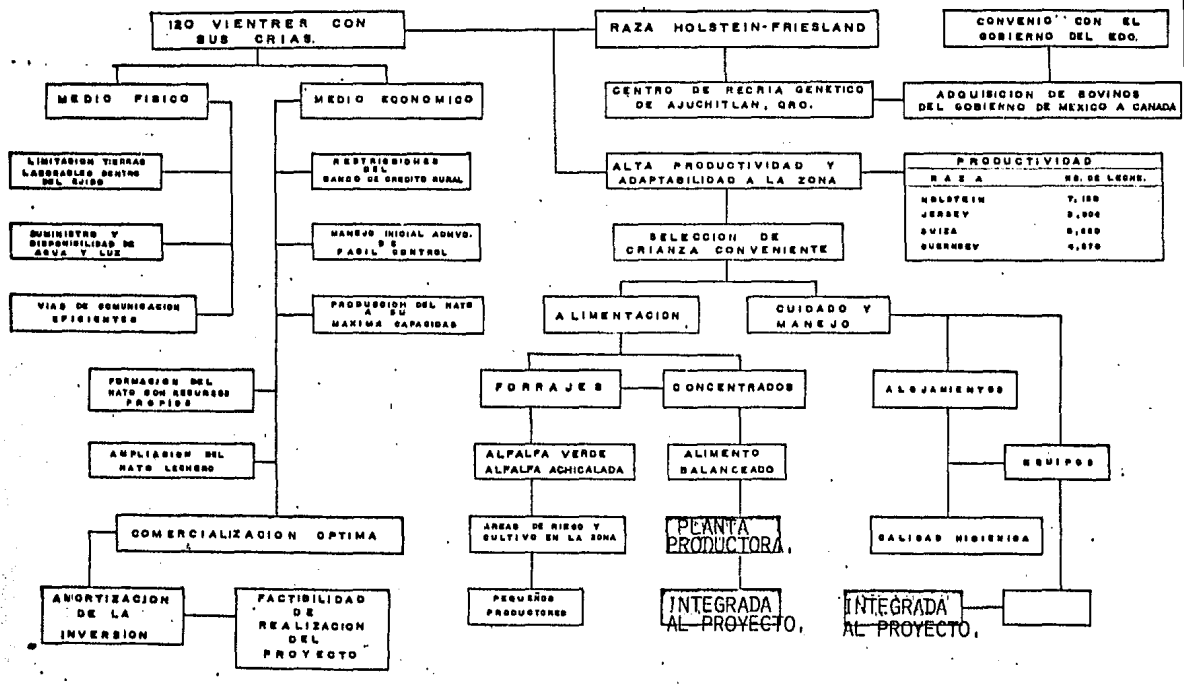 120 VIENTRER CON
SUS CRIAS.
RAZA HOLSTEIN-FRIESLAND
CONVENIO CON EL
GOBIERNO DEL EDO.
MEDIO FISICO
MEDIO ECONOMICO
CENTRO DE RECRIA GENETICO
DE AJUCHITLAN, QRO.
ADQUISICION DE BOVINOS
DEL GOBIERNO DE MEXICO A CANADA
LIMITACION TIERRAS
LABORABLES DENTRO
DEL EJIDO
RESTRICCIONES
DEL
BANCO DE CREDITO RURAL
ALTA PRODUCTIVIDAD Y
ADAPTABILIDAD A LA ZONA
PRODUCTIVIDAD
RAZA
DE LECHE.
HOLSTEIN
JERSEY
SUIZA
GUERNSEY
SUMINISTRO Y
DISPONIBILIDAD DE
AGUA Y LUZ
MANEJO INICIAL ADMVO.
DE
FACIL CONTROL
SELECCION DE
CRIANZA CONVENIENTE
VIAS DE COMUNICACION
EFICIENTES
PRODUCCION DEL HATO
A SU
MAXIMA CAPACIDAD
ALIMENTACION
CUIDADO Y
MANEJO
FORMACION DEL
HATO CON RECURSOS
PROPIOS
FORRAJES
CONCENTRADOS
ALOJAMIENTOS
AMPLIACION DEL
HATO LECHERO
ALFALFA VERDE
ALFALFA ACHICALADA
ALIMENTO
BALANCEADO
EQUIPOS
COMERCIALIZACION OPTIMA
AREAS DE RIEGO Y
CULTIVO EN LA ZONA
PLANTA
PRODUCTORA.
CALIDAD HIGIENICA
AMORTIZACION
DE LA
INVERSION
FACTIBILIDAD
DE
REALIZACION
DEL
PROYECTO
PEQUEÑOS
PRODUCTORES
INTEGRADA
AL PROYECTO.
INTEGRADA
AL PROYECTO.